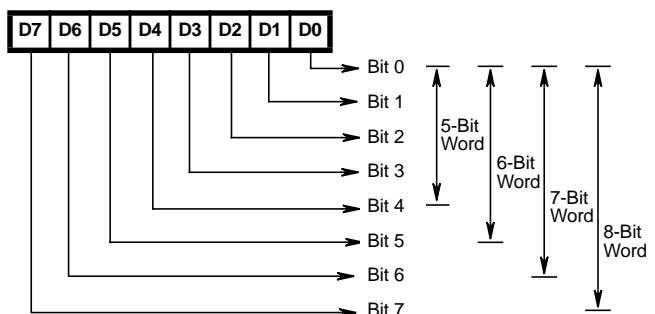 D7 D6 D5 D4 D3 D2 D1 D0
Bit 0
Bit 1
Bit 2
Bit 3
Bit 4
Bit 5
Bit 6
Bit 7
5-Bit
Word
6-Bit
Word
7-Bit
Word
8-Bit
Word